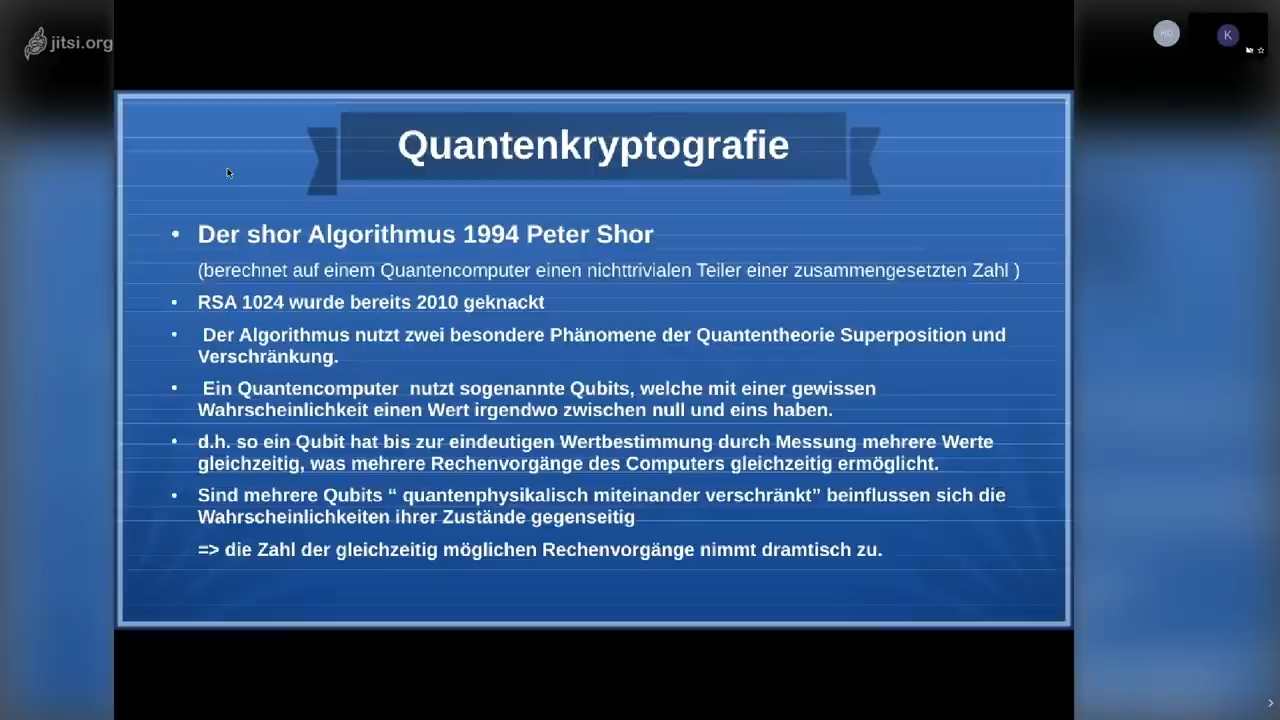 jitsi.org
HD
K
Quantenkryptografie
• Der shor Algorithmus 1994 Peter Shor
(berechnet auf einem Quantencomputer einen nichttrivialen Teiler einer zusammengesetzten Zahl )
• RSA 1024 wurde bereits 2010 geknackt
• Der Algorithmus nutzt zwei besondere Phänomene der Quantentheorie Superposition und
Verschränkung.
• Ein Quantencomputer  nutzt sogenannte Qubits, welche mit einer gewissen
Wahrscheinlichkeit einen Wert irgendwo zwischen null und eins haben.
• d.h. so ein Qubit hat bis zur eindeutigen Wertbestimmung durch Messung mehrere Werte
gleichzeitig, was mehrere Rechenvorgänge des Computers gleichzeitig ermöglicht.
• Sind mehrere Qubits “ quantenphysikalisch miteinander verschränkt” beinflussen sich die
Wahrscheinlichkeiten ihrer Zustände gegenseitig
=> die Zahl der gleichzeitig möglichen Rechenvorgänge nimmt dramtisch zu.